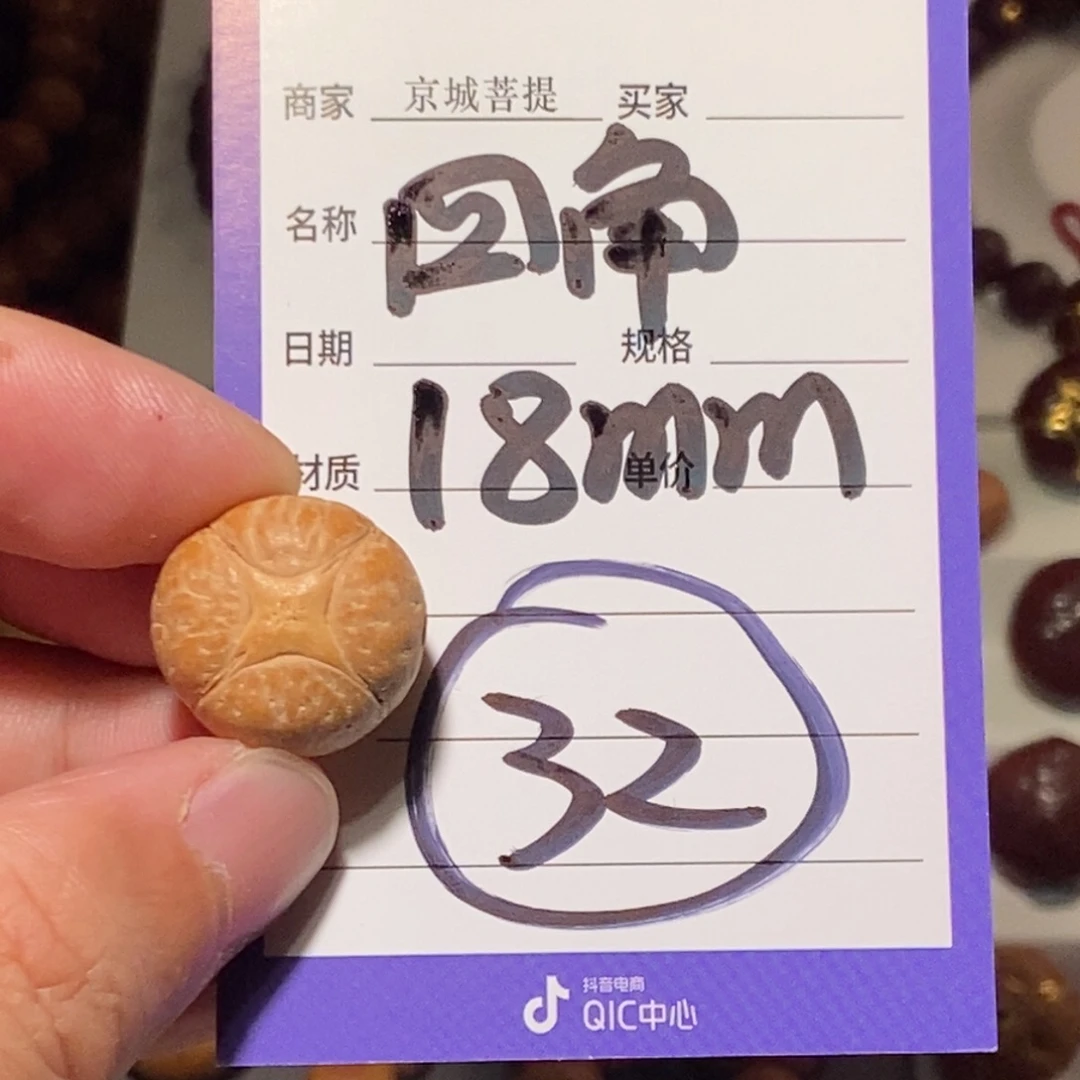 商家 京城菩提 买家
名称 四角
日期 规格
材质 18mm 单价
32
抖音电商
QIC中心